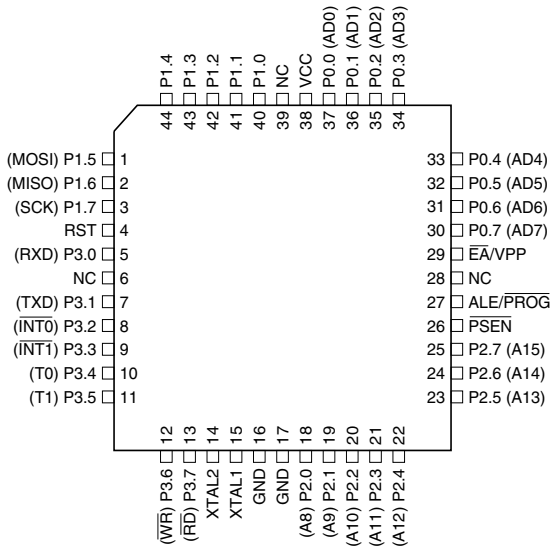 P1.4
P1.3
P1.2
P1.1
P1.0
NC
VCC
P0.0 (AD0)
P0.1 (AD1)
P0.2 (AD2)
P0.3 (AD3)
44
43
42
41
40
39
38
37
36
35
34
(MOSI) P1.5 1
(MISO) P1.6 2
(SCK) P1.7 3
RST 4
(RXD) P3.0 5
NC 6
(TXD) P3.1 7
(I̅N̅T̅0̅) P3.2 8
(I̅N̅T̅1̅) P3.3 9
(T0) P3.4 10
(T1) P3.5 11
33 P0.4 (AD4)
32 P0.5 (AD5)
31 P0.6 (AD6)
30 P0.7 (AD7)
29 E̅A̅/VPP
28 NC
27 ALE/P̅R̅O̅G̅
26 P̅S̅E̅N̅
25 P2.7 (A15)
24 P2.6 (A14)
23 P2.5 (A13)
12
13
14
15
16
17
18
19
20
21
22
(W̅R̅) P3.6
(R̅D̅) P3.7
XTAL2
XTAL1
GND
GND
(A8) P2.0
(A9) P2.1
(A10) P2.2
(A11) P2.3
(A12) P2.4